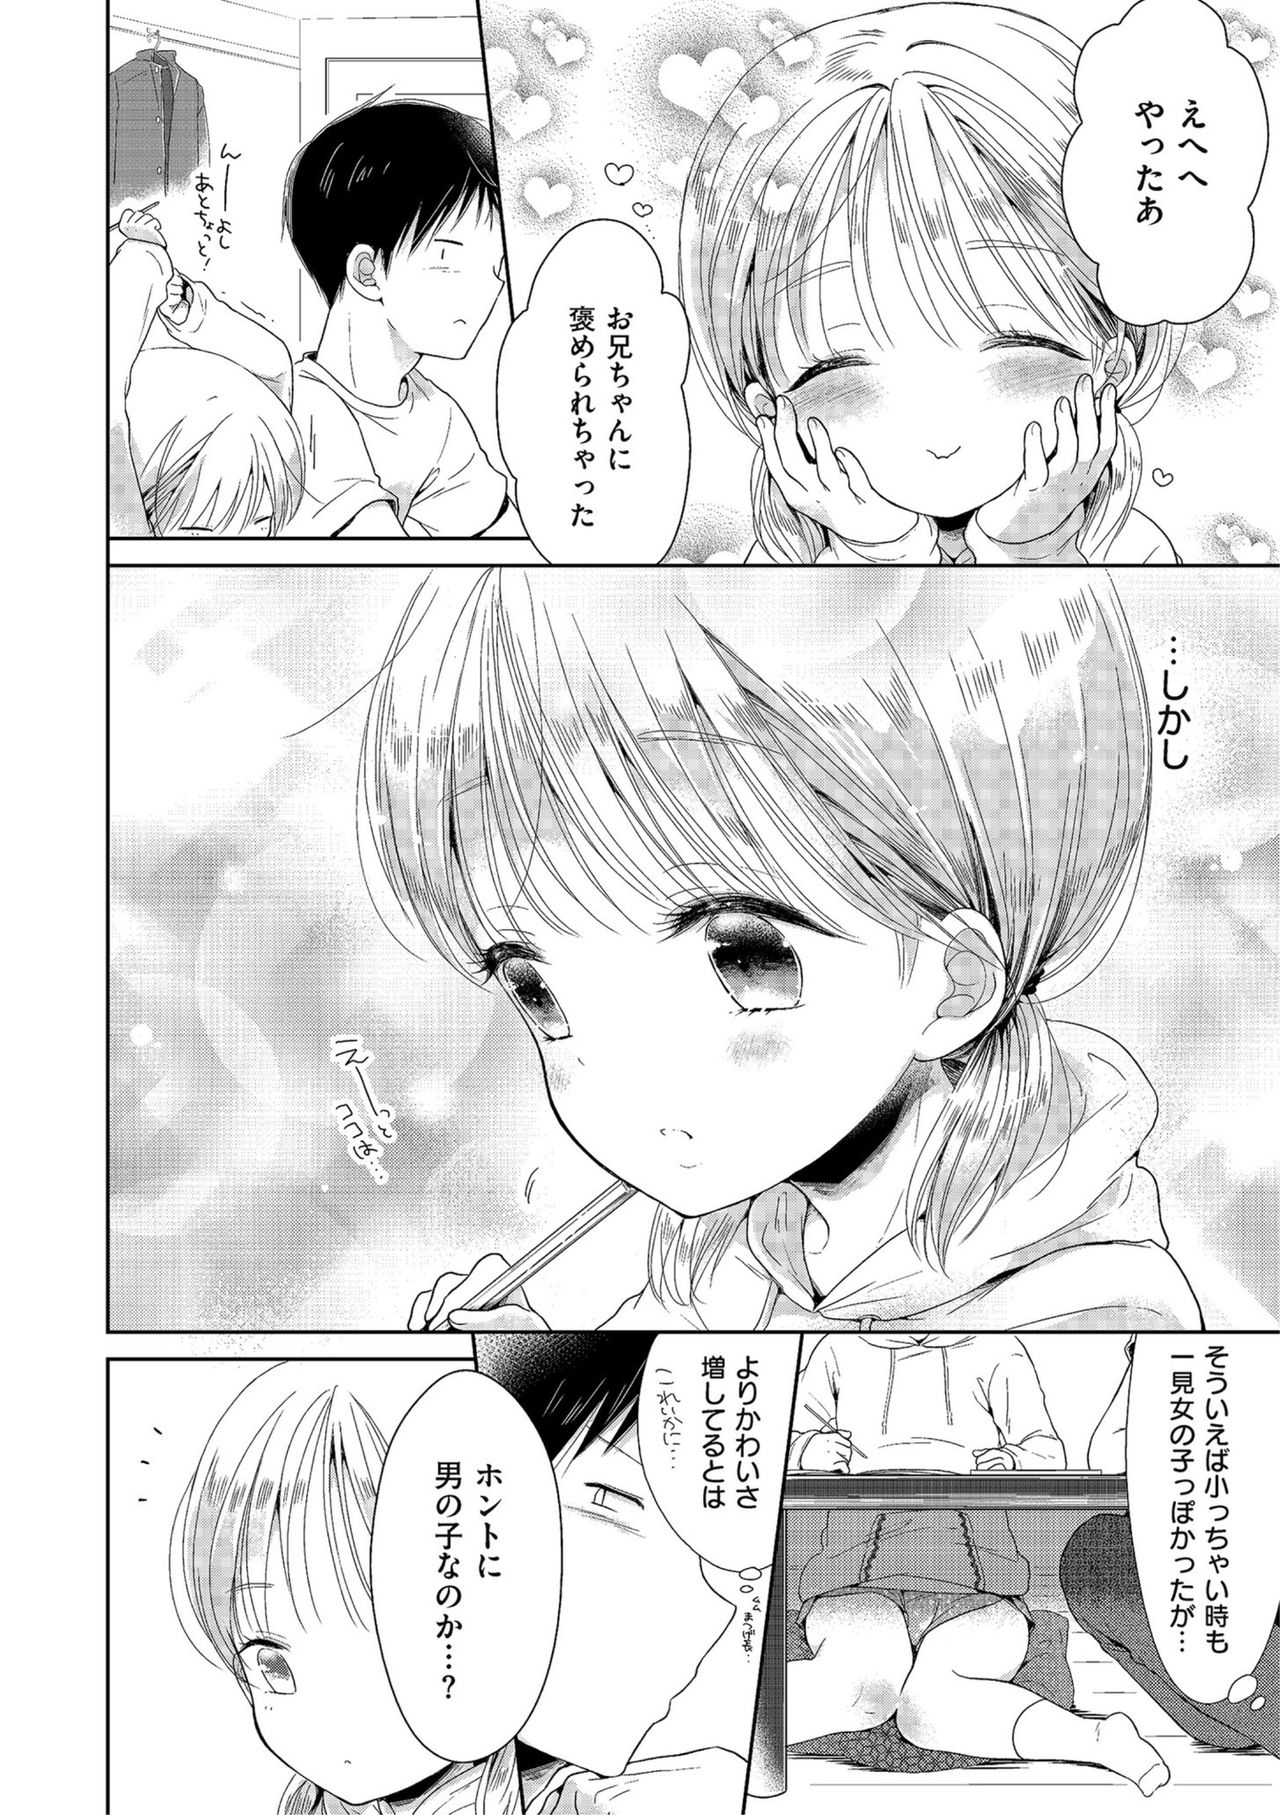 えへへ
やったあ
お兄ちゃんに
褒められちゃった
んーーよし
あとちょっと!
…しかし
えーっと
ココは…
そういえば小っちゃい時も
一見女の子っぽかったが…
よりかわいさ
増してるとは
これいかに…
まつげ長…
ホントに
男の子なのか…?